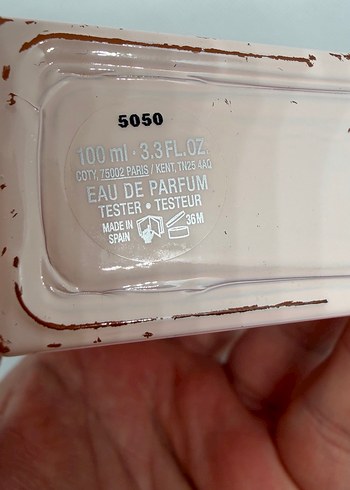 5050
100 ml · 3.3 FL.OZ.
COTY, 75002 PARIS / KENT, TN25 4AQ
EAU DE PARFUM
TESTER • TESTEUR
MADE IN
SPAIN
36M